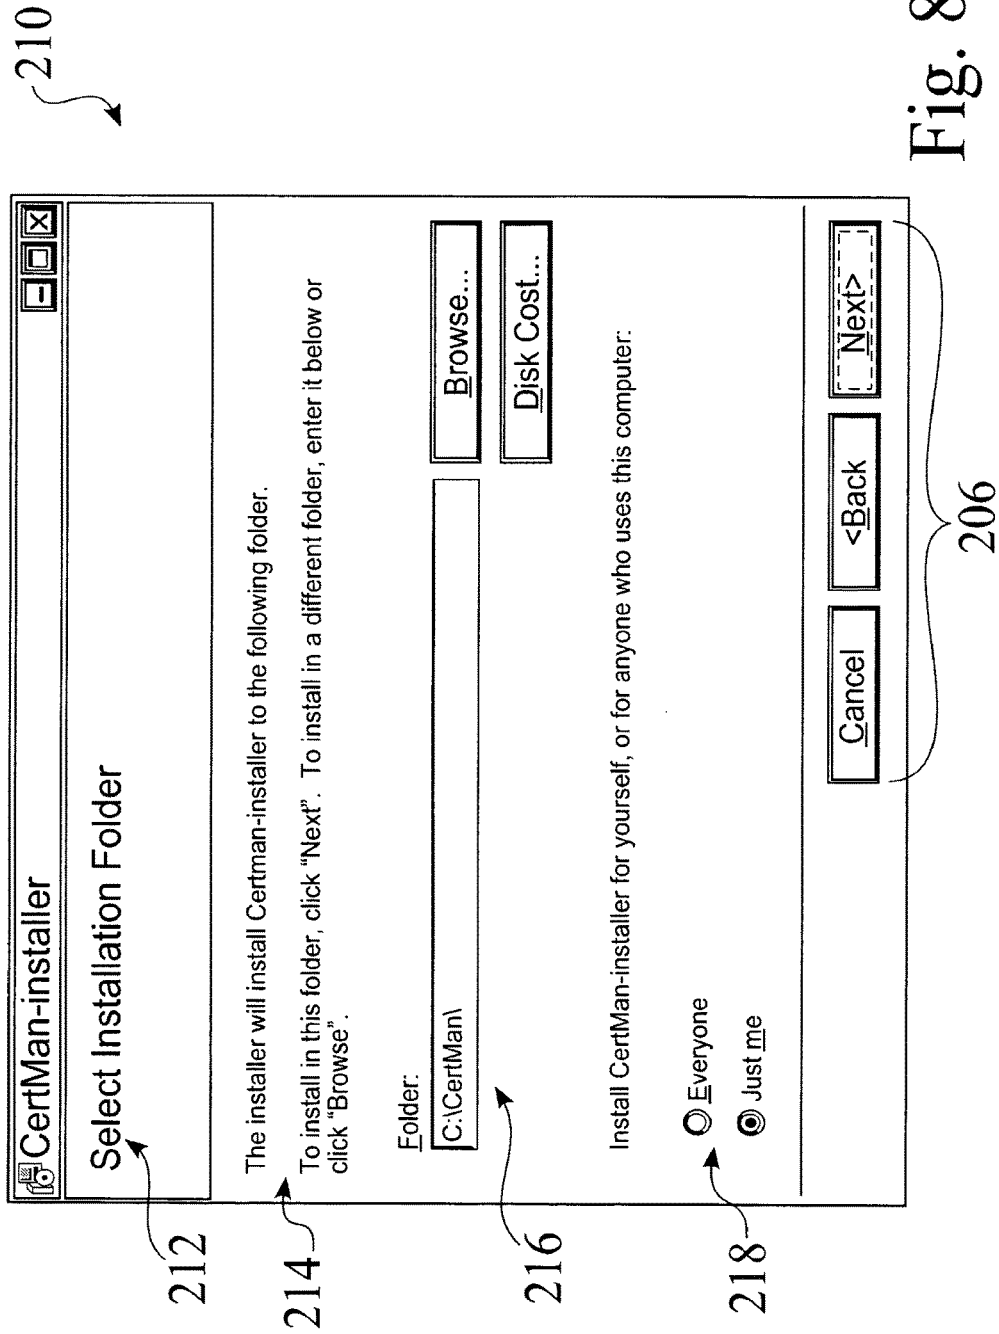 210
CertMan-installer
Select Installation Folder
212
The installer will install Certman-installer to the following folder.
214
To install in this folder, click “Next”. To install in a different folder, enter it below or
click “Browse”.
Folder:
C:\CertMan\
Browse...
216
Disk Cost...
Install CertMan-installer for yourself, or for anyone who uses this computer:
Everyone
218
Just me
Cancel
<Back
Next>
206
Fig. 8